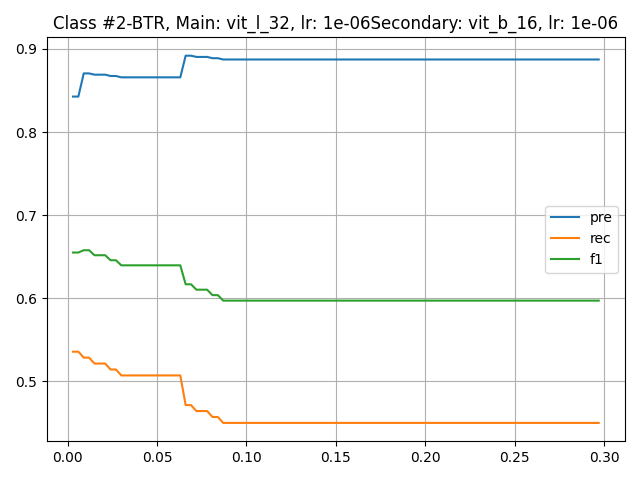 Class #2-BTR, Main: vit_l_32, lr: 1e-06Secondary: vit_b_16, lr: 1e-06
0.9
0.8
0.7
0.6
0.5
pre
rec
f1
0.00 0.05 0.10 0.15 0.20 0.25 0.30